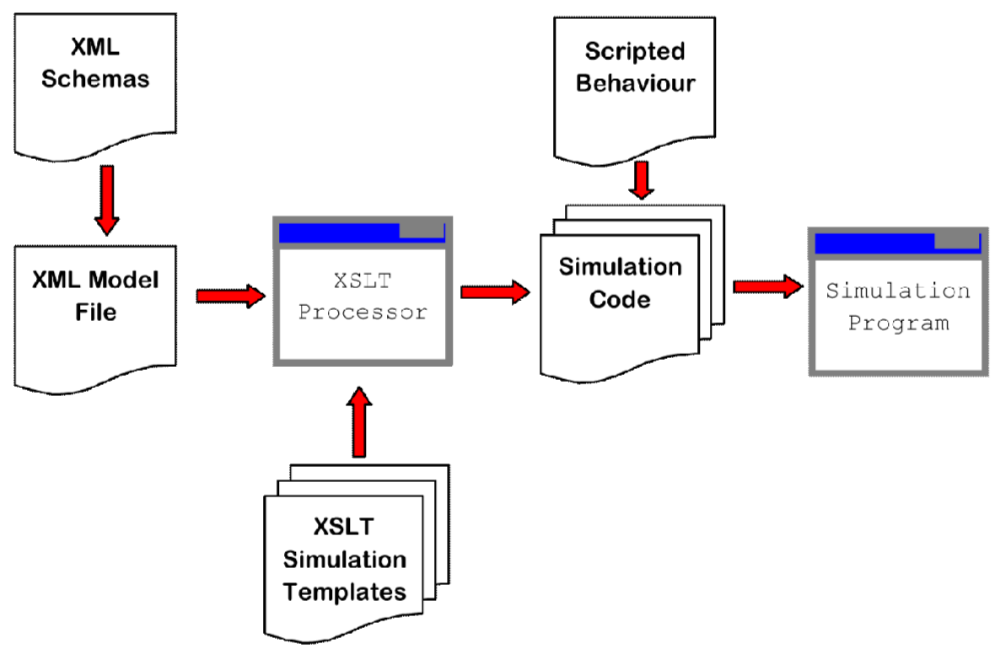 XML
Schemas
Scripted
Behaviour
XML Model
File
XSLT
Processor
Simulation
Code
Simulation
Program
XSLT
Simulation
Templates